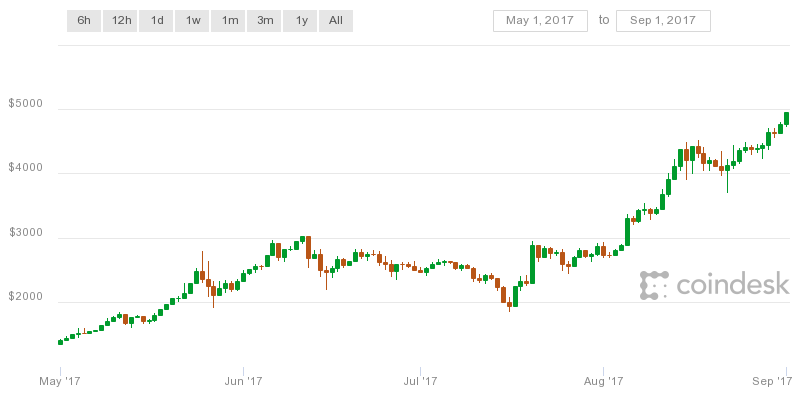 6h 12h 1d 1w 1m 3m 1y All May 1, 2017 to Sep 1, 2017
$5000
$4000
$3000
coindesk
$2000
May '17 Jun '17 Jul '17 Aug '17 Sep '17